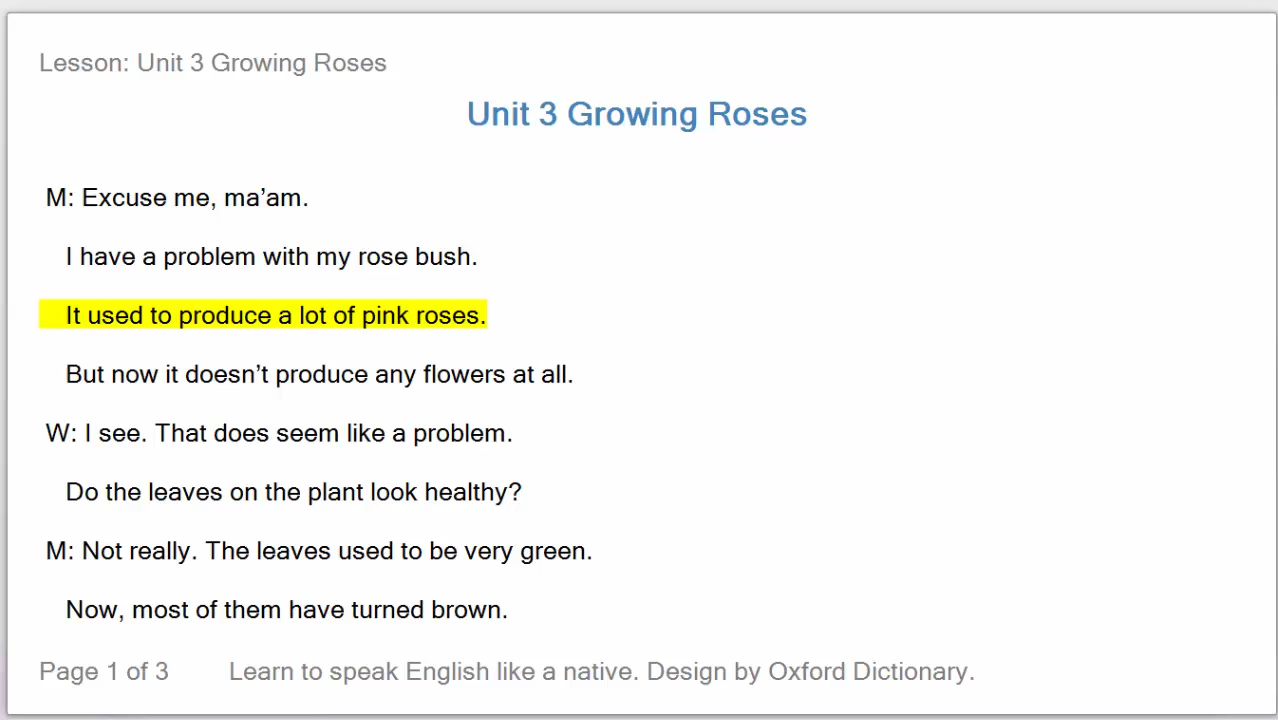 Lesson: Unit 3 Growing Roses
Unit 3 Growing Roses
M: Excuse me, ma’am.
I have a problem with my rose bush.
It used to produce a lot of pink roses.
But now it doesn’t produce any flowers at all.
W: I see. That does seem like a problem.
Do the leaves on the plant look healthy?
M: Not really. The leaves used to be very green.
Now, most of them have turned brown.
Page 1 of 3 Learn to speak English like a native. Design by Oxford Dictionary.